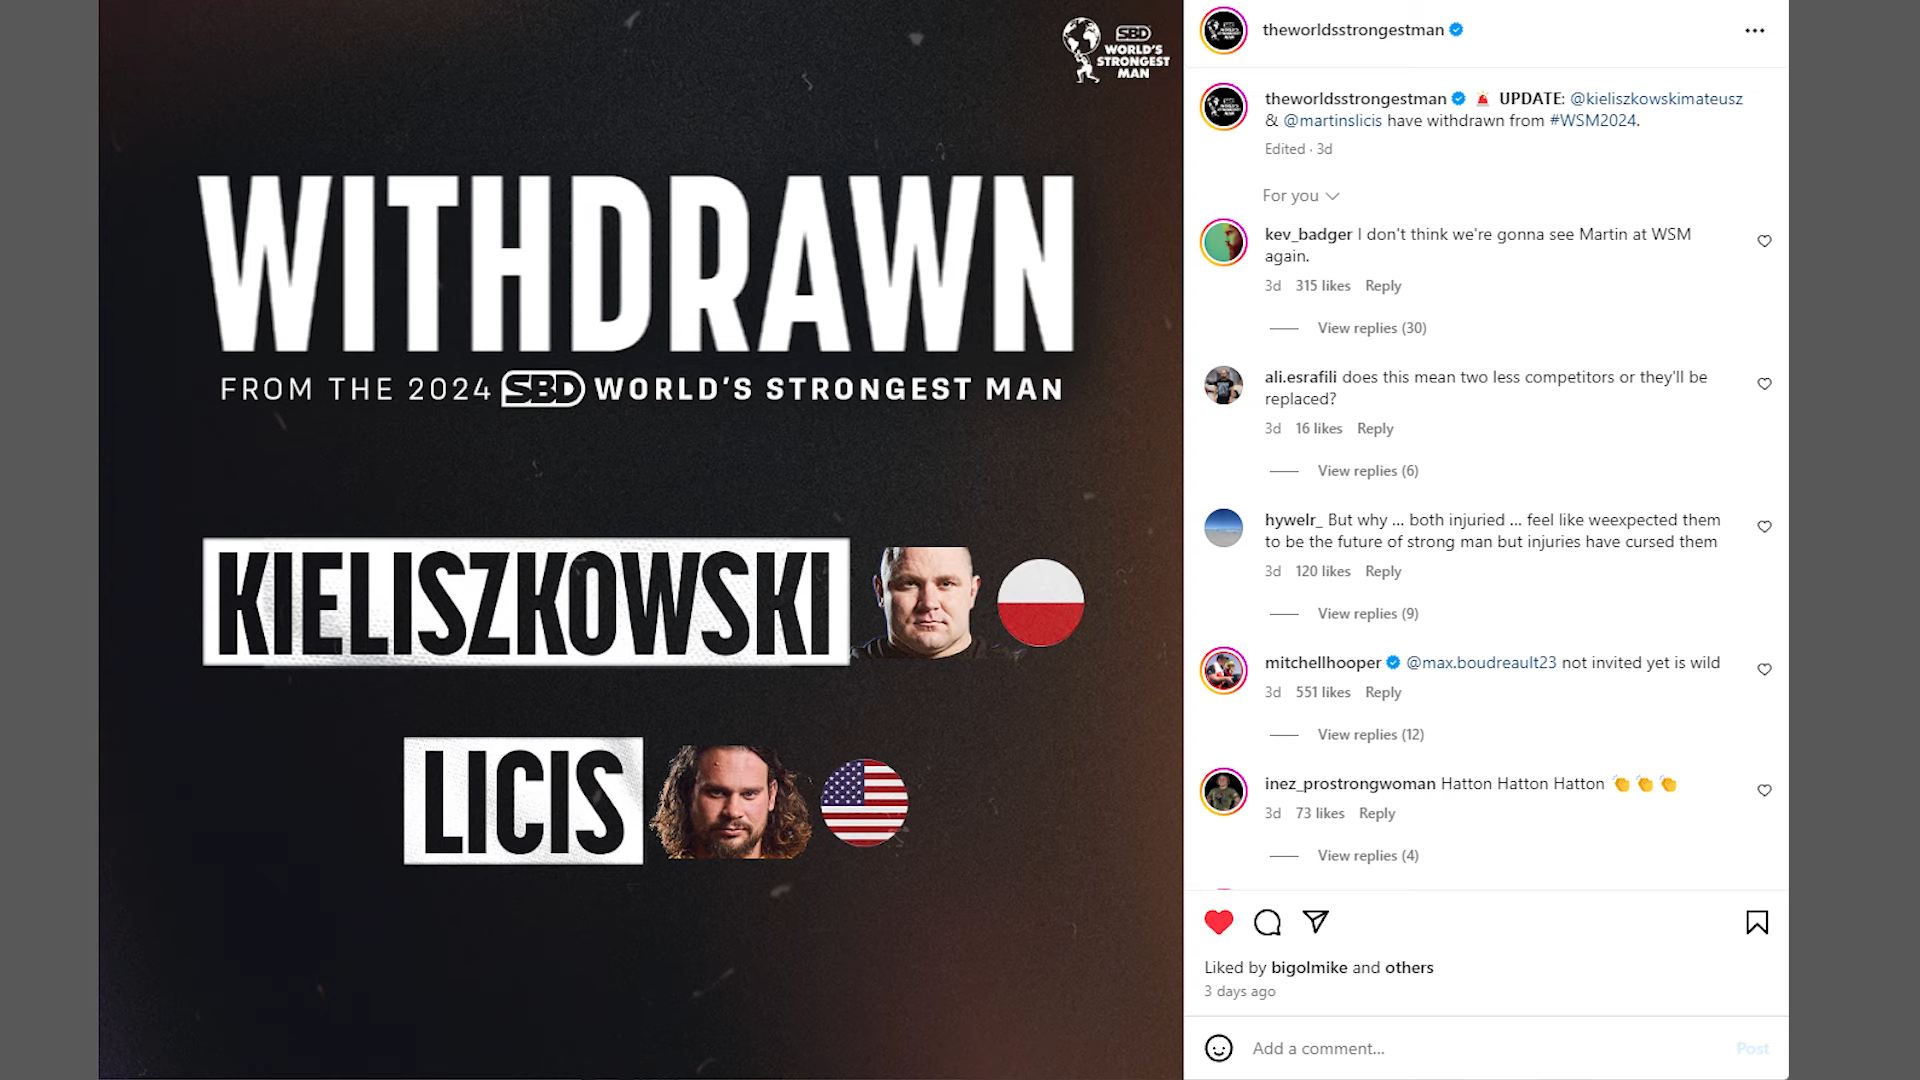 SBD
WORLD'S
STRONGEST
MAN
WITHDRAWN
FROM THE 2024 SBD WORLD'S STRONGEST MAN
KIELISZKOWSKI
LICIS
theworldsstrongestman
theworldsstrongestman 🚨 UPDATE: @kieliszkowskimateusz
& @martinslicis have withdrawn from #WSM2024.
Edited · 3d
For you
kev_badger I don't think we're gonna see Martin at WSM
again.
3d 315 likes Reply
View replies (30)
ali.esrafili does this mean two less competitors or they'll be
replaced?
3d 16 likes Reply
View replies (6)
hywelr_ But why ... both injuried ... feel like weexpected them
to be the future of strong man but injuries have cursed them
3d 120 likes Reply
View replies (9)
mitchellhooper @max.boudreault23 not invited yet is wild
3d 551 likes Reply
View replies (12)
inez_prostrongwoman Hatton Hatton Hatton 👏👏👏
3d 73 likes Reply
View replies (4)
Liked by bigolmike and others
3 days ago
Add a comment...
Post